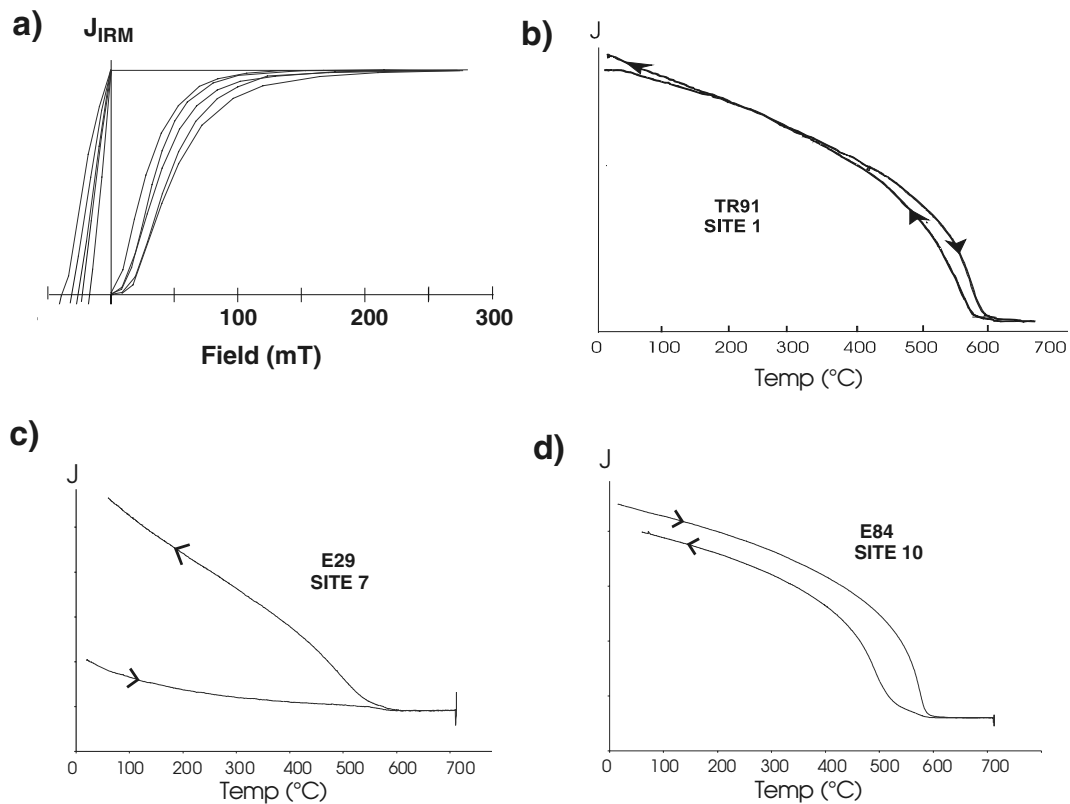 a)
J_IRM
100
200
300
Field (mT)
b)
J
TR91
SITE 1
0 100 200 300 400 500 600 700
Temp (°C)
c)
J
E29
SITE 7
0 100 200 300 400 500 600 700
Temp (°C)
d)
J
E84
SITE 10
0 100 200 300 400 500 600 700
Temp (°C)